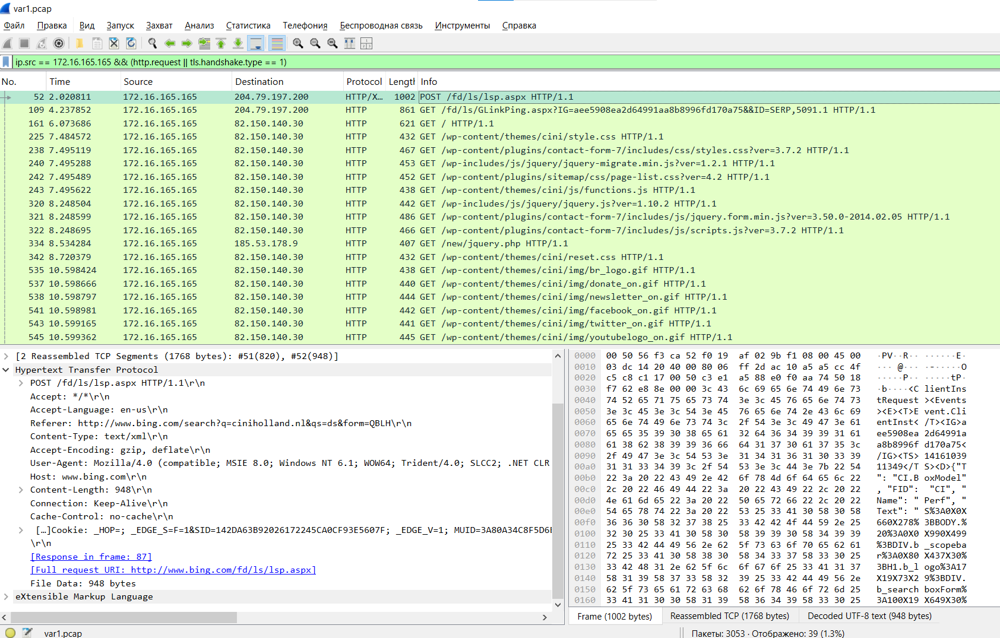 var1.pcap
Файл Правка Вид Запуск Захват Анализ Статистика Телефония Беспроводная связь Инструменты Справка
ip.src == 172.16.165.165 && (http.request || tls.handshake.type == 1)
No. Time Source Destination Protocol Length Info
52 2.020811 172.16.165.165 204.79.197.200 HTTP/X… 1002 POST /fd/ls/lsp.aspx HTTP/1.1
109 4.237852 172.16.165.165 204.79.197.200 HTTP 861 GET /fd/ls/GLinkPing.aspx?IG=aee5908ea2d64991aa8b8996fd170a75&&ID=SERP,5091.1 HTTP/1.1
161 6.073686 172.16.165.165 82.150.140.30 HTTP 621 GET / HTTP/1.1
225 7.484572 172.16.165.165 82.150.140.30 HTTP 432 GET /wp-content/themes/cini/style.css HTTP/1.1
238 7.495119 172.16.165.165 82.150.140.30 HTTP 467 GET /wp-content/plugins/contact-form-7/includes/css/styles.css?ver=3.7.2 HTTP/1.1
240 7.495288 172.16.165.165 82.150.140.30 HTTP 453 GET /wp-includes/js/jquery/jquery-migrate.min.js?ver=1.2.1 HTTP/1.1
242 7.495489 172.16.165.165 82.150.140.30 HTTP 452 GET /wp-content/plugins/sitemap/css/page-list.css?ver=4.2 HTTP/1.1
243 7.495622 172.16.165.165 82.150.140.30 HTTP 438 GET /wp-content/themes/cini/js/functions.js HTTP/1.1
320 8.248504 172.16.165.165 82.150.140.30 HTTP 442 GET /wp-includes/js/jquery/jquery.js?ver=1.10.2 HTTP/1.1
321 8.248599 172.16.165.165 82.150.140.30 HTTP 486 GET /wp-content/plugins/contact-form-7/includes/js/jquery.form.min.js?ver=3.50.0-2014.02.05 HTTP/1.1
322 8.248695 172.16.165.165 82.150.140.30 HTTP 466 GET /wp-content/plugins/contact-form-7/includes/js/scripts.js?ver=3.7.2 HTTP/1.1
334 8.534284 172.16.165.165 185.53.178.9 HTTP 407 GET /new/jquery.php HTTP/1.1
342 8.720379 172.16.165.165 82.150.140.30 HTTP 432 GET /wp-content/themes/cini/reset.css HTTP/1.1
535 10.598424 172.16.165.165 82.150.140.30 HTTP 438 GET /wp-content/themes/cini/img/br_logo.gif HTTP/1.1
537 10.598666 172.16.165.165 82.150.140.30 HTTP 440 GET /wp-content/themes/cini/img/donate_on.gif HTTP/1.1
538 10.598797 172.16.165.165 82.150.140.30 HTTP 444 GET /wp-content/themes/cini/img/newsletter_on.gif HTTP/1.1
541 10.598981 172.16.165.165 82.150.140.30 HTTP 442 GET /wp-content/themes/cini/img/facebook_on.gif HTTP/1.1
543 10.599165 172.16.165.165 82.150.140.30 HTTP 441 GET /wp-content/themes/cini/img/twitter_on.gif HTTP/1.1
545 10.599362 172.16.165.165 82.150.140.30 HTTP 445 GET /wp-content/themes/cini/img/youtubelogo_on.gif HTTP/1.1
[2 Reassembled TCP Segments (1768 bytes): #51(820), #52(948)]
Hypertext Transfer Protocol
POST /fd/ls/lsp.aspx HTTP/1.1\r\n
Accept: */*\r\n
Accept-Language: en-us\r\n
Referer: http://www.bing.com/search?q=ciniholland.nl&qs=ds&form=QBLH\r\n
Content-Type: text/xml\r\n
Accept-Encoding: gzip, deflate\r\n
User-Agent: Mozilla/4.0 (compatible; MSIE 8.0; Windows NT 6.1; WOW64; Trident/4.0; SLCC2; .NET CLR
Host: www.bing.com\r\n
Content-Length: 948\r\n
Connection: Keep-Alive\r\n
Cache-Control: no-cache\r\n
[…]Cookie: _HOP=; _EDGE_S=F=1&SID=142DA63B92026172245CA0CF93E5607F; _EDGE_V=1; MUID=3A80A34C8F5D6
\r\n
[Response in frame: 87]
[Full request URI: http://www.bing.com/fd/ls/lsp.aspx]
File Data: 948 bytes
eXtensible Markup Language
0000 00 50 56 f3 ca 52 f0 19 af 02 9b f1 08 00 45 00 ·PV··R·· ······E·
0010 03 dc 14 20 40 00 80 06 ff 2d ac 10 a5 a5 cc 4f ··· @··· ·-·····O
0020 c5 c8 c1 17 00 50 c3 e1 a5 88 e0 f0 aa 74 50 18 ·····P·· ·····tP·
0030 f7 62 e8 8e 00 00 3c 43 6c 69 65 6e 74 49 6e 73 ·b····<C lientIns
0040 74 52 65 71 75 65 73 74 3e 3c 45 76 65 6e 74 73 tRequest ><Events
0050 3e 3c 45 3e 3c 54 3e 45 76 65 6e 74 2e 43 6c 69 ><E><T>E vent.Cli
0060 65 6e 74 49 6e 73 74 3c 2f 54 3e 3c 49 47 3e 61 entInst< /T><IG>a
0070 65 65 35 39 30 38 65 61 32 64 36 34 39 39 31 61 ee5908ea 2d64991a
0080 61 38 62 38 39 39 36 66 64 31 37 30 61 37 35 3c a8b8996f d170a75<
0090 2f 49 47 3e 3c 54 53 3e 31 34 31 36 31 30 33 39 /IG><TS> 14161039
00a0 31 31 33 34 39 3c 2f 54 53 3e 3c 44 3e 7b 22 54 11349</T S><D>{"T
00b0 22 3a 20 22 43 49 2e 42 6f 78 4d 6f 64 65 6c 22 ": "CI.B oxModel"
00c0 2c 20 22 46 49 44 22 3a 20 22 43 49 22 2c 20 22 , "FID": "CI", "
00d0 4e 61 6d 65 22 3a 20 22 50 65 72 66 22 2c 20 22 Name": " Perf", "
00e0 54 65 78 74 22 3a 20 22 53 25 33 41 30 58 30 58 Text": " S%3A0X0X
00f0 36 36 30 58 32 37 38 25 33 42 42 4f 44 59 2e 25 660X278% 3BBODY.%
0100 32 30 25 33 41 30 58 30 58 39 39 30 58 34 39 39 20%3A0X0 X990X499
0110 25 33 42 44 49 56 2e 62 5f 73 63 6f 70 65 62 61 %3BDIV.b _scopeba
0120 72 25 33 41 30 58 38 30 58 34 33 37 58 33 30 25 r%3A0X80 X437X30%
0130 33 42 48 31 2e 62 5f 6c 6f 67 6f 25 33 41 31 37 3BH1.b_l ogo%3A17
0140 58 31 39 58 37 33 58 32 39 25 33 42 44 49 56 2e X19X73X2 9%3BDIV.
0150 62 5f 73 65 61 72 63 68 62 6f 78 46 6f 72 6d 25 b_search boxForm%
0160 33 41 31 30 30 58 31 39 58 36 34 39 58 33 30 25 3A100X19 X649X30%
Frame (1002 bytes) Reassembled TCP (1768 bytes) Decoded UTF-8 text (948 bytes)
var1.pcap Пакеты: 3053 · Отображено: 39 (1.3%)